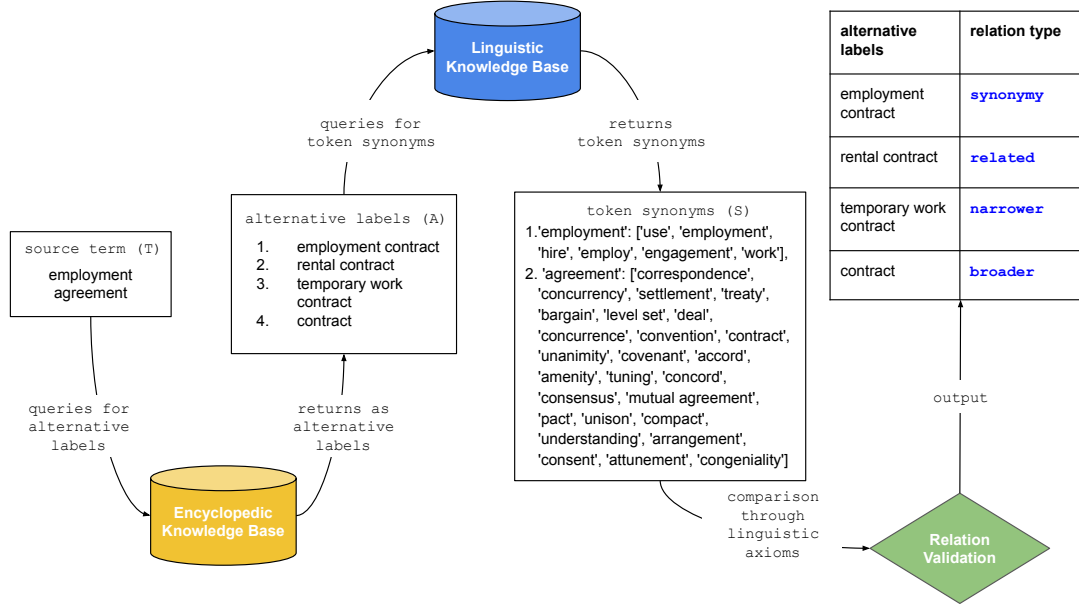 source term (T)
employment
agreement
queries for
alternative
labels
Encyclopedic
Knowledge Base
returns as
alternative
labels
alternative labels (A)
1. employment contract
2. rental contract
3. temporary work
contract
4. contract
queries for
token synonyms
Linguistic
Knowledge Base
returns
token synonyms
token synonyms (S)
1.'employment': ['use', 'employment',
'hire', 'employ', 'engagement', 'work'],
2. 'agreement': ['correspondence',
'concurrency', 'settlement', 'treaty',
'bargain', 'level set', 'deal',
'concurrence', 'convention', 'contract',
'unanimity', 'covenant', 'accord',
'amenity', 'tuning', 'concord',
'consensus', 'mutual agreement',
'pact', 'unison', 'compact',
'understanding', 'arrangement',
'consent', 'attunement', 'congeniality']
comparison
through
linguistic
axioms
Relation
Validation
output
alternative
labels
relation type
employment
contract
synonymy
rental contract
related
temporary work
contract
narrower
contract
broader